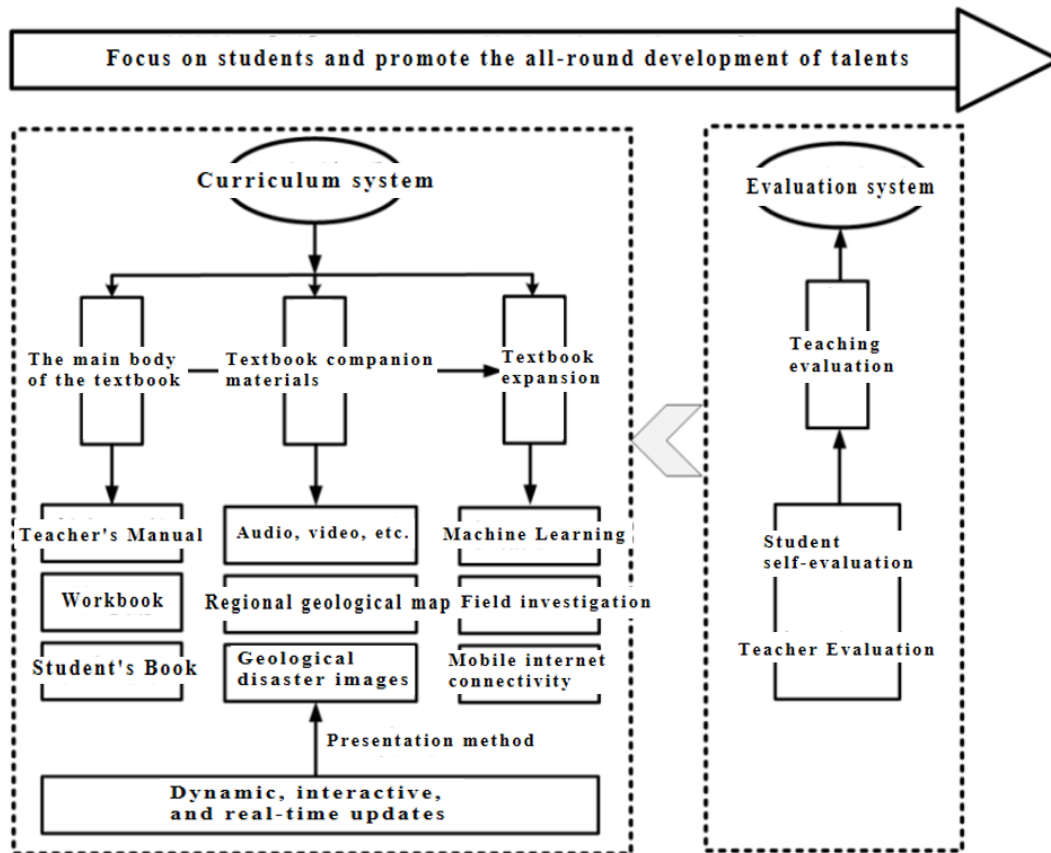 Focus on students and promote the all-round development of talents
Curriculum system
The main body
of the textbook
Textbook companion
materials
Textbook
expansion
Teacher's Manual
Workbook
Student's Book
Audio, video, etc.
Regional geological map
Geological
disaster images
Machine Learning
Field investigation
Mobile internet
connectivity
Presentation method
Dynamic, interactive,
and real-time updates
Evaluation system
Teaching
evaluation
Student
self-evaluation
Teacher Evaluation